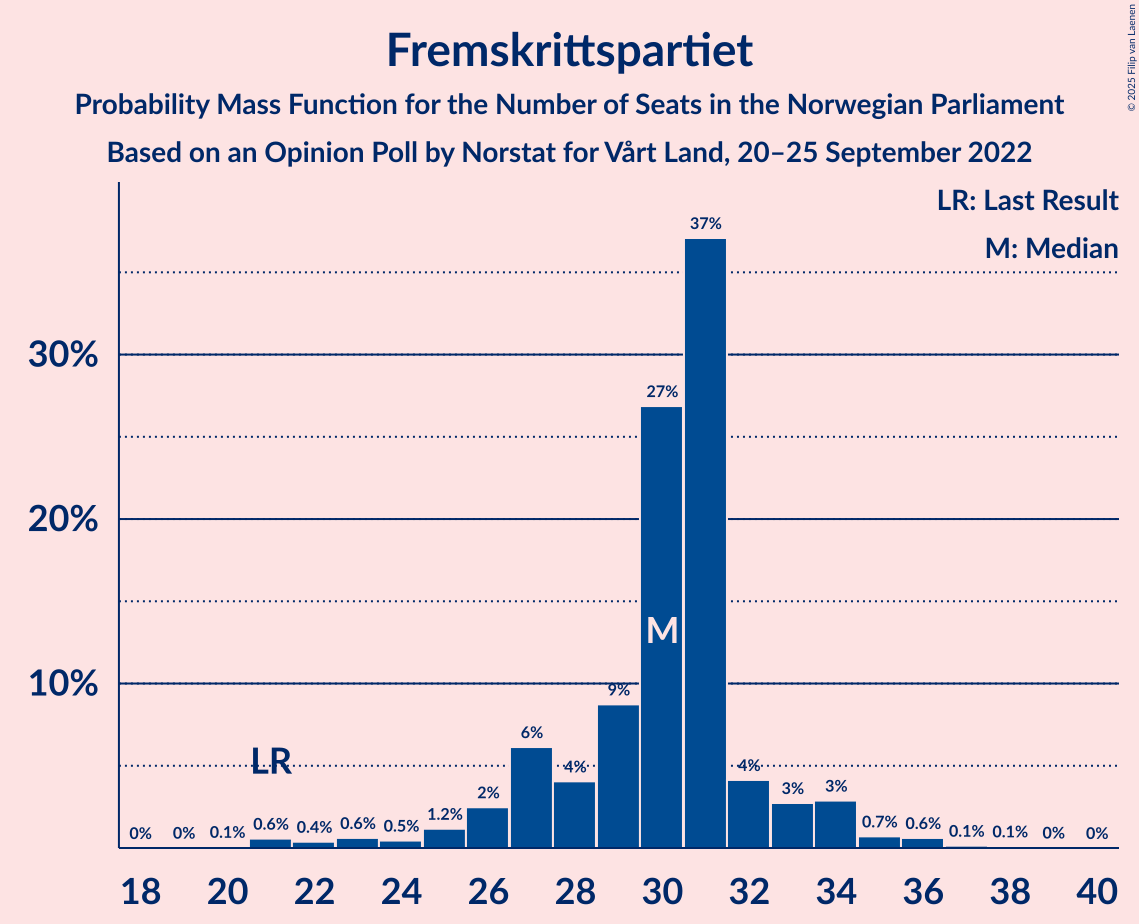 Fremskrittspartiet
Probability Mass Function for the Number of Seats in the Norwegian Parliament
Based on an Opinion Poll by Norstat for Vårt Land, 20–25 September 2022
© 2025 Filip van Laenen
LR: Last Result
M: Median
30%
20%
10%
0% 0% 0.1% 0.6% 0.4% 0.6% 0.5% 1.2% 2% 6% 4% 9% 27% 37% 4% 3% 3% 0.7% 0.6% 0.1% 0.1% 0% 0%
LR
M
18 20 22 24 26 28 30 32 34 36 38 40